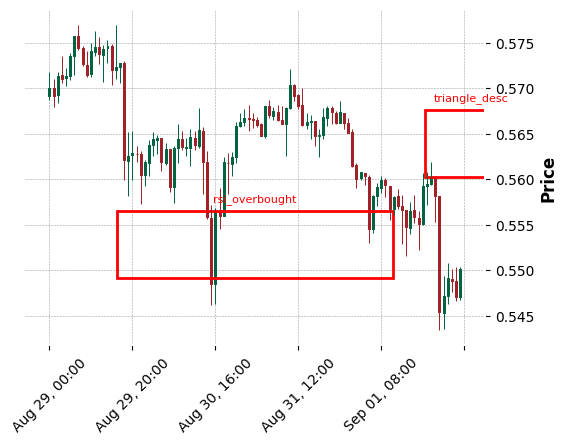 0.575
0.570
triangle_desc
0.565
0.560
rsi_overbought
0.555
0.550
0.545
Price
Aug 29, 00:00
Aug 29, 20:00
Aug 30, 16:00
Aug 31, 12:00
Sep 01, 08:00